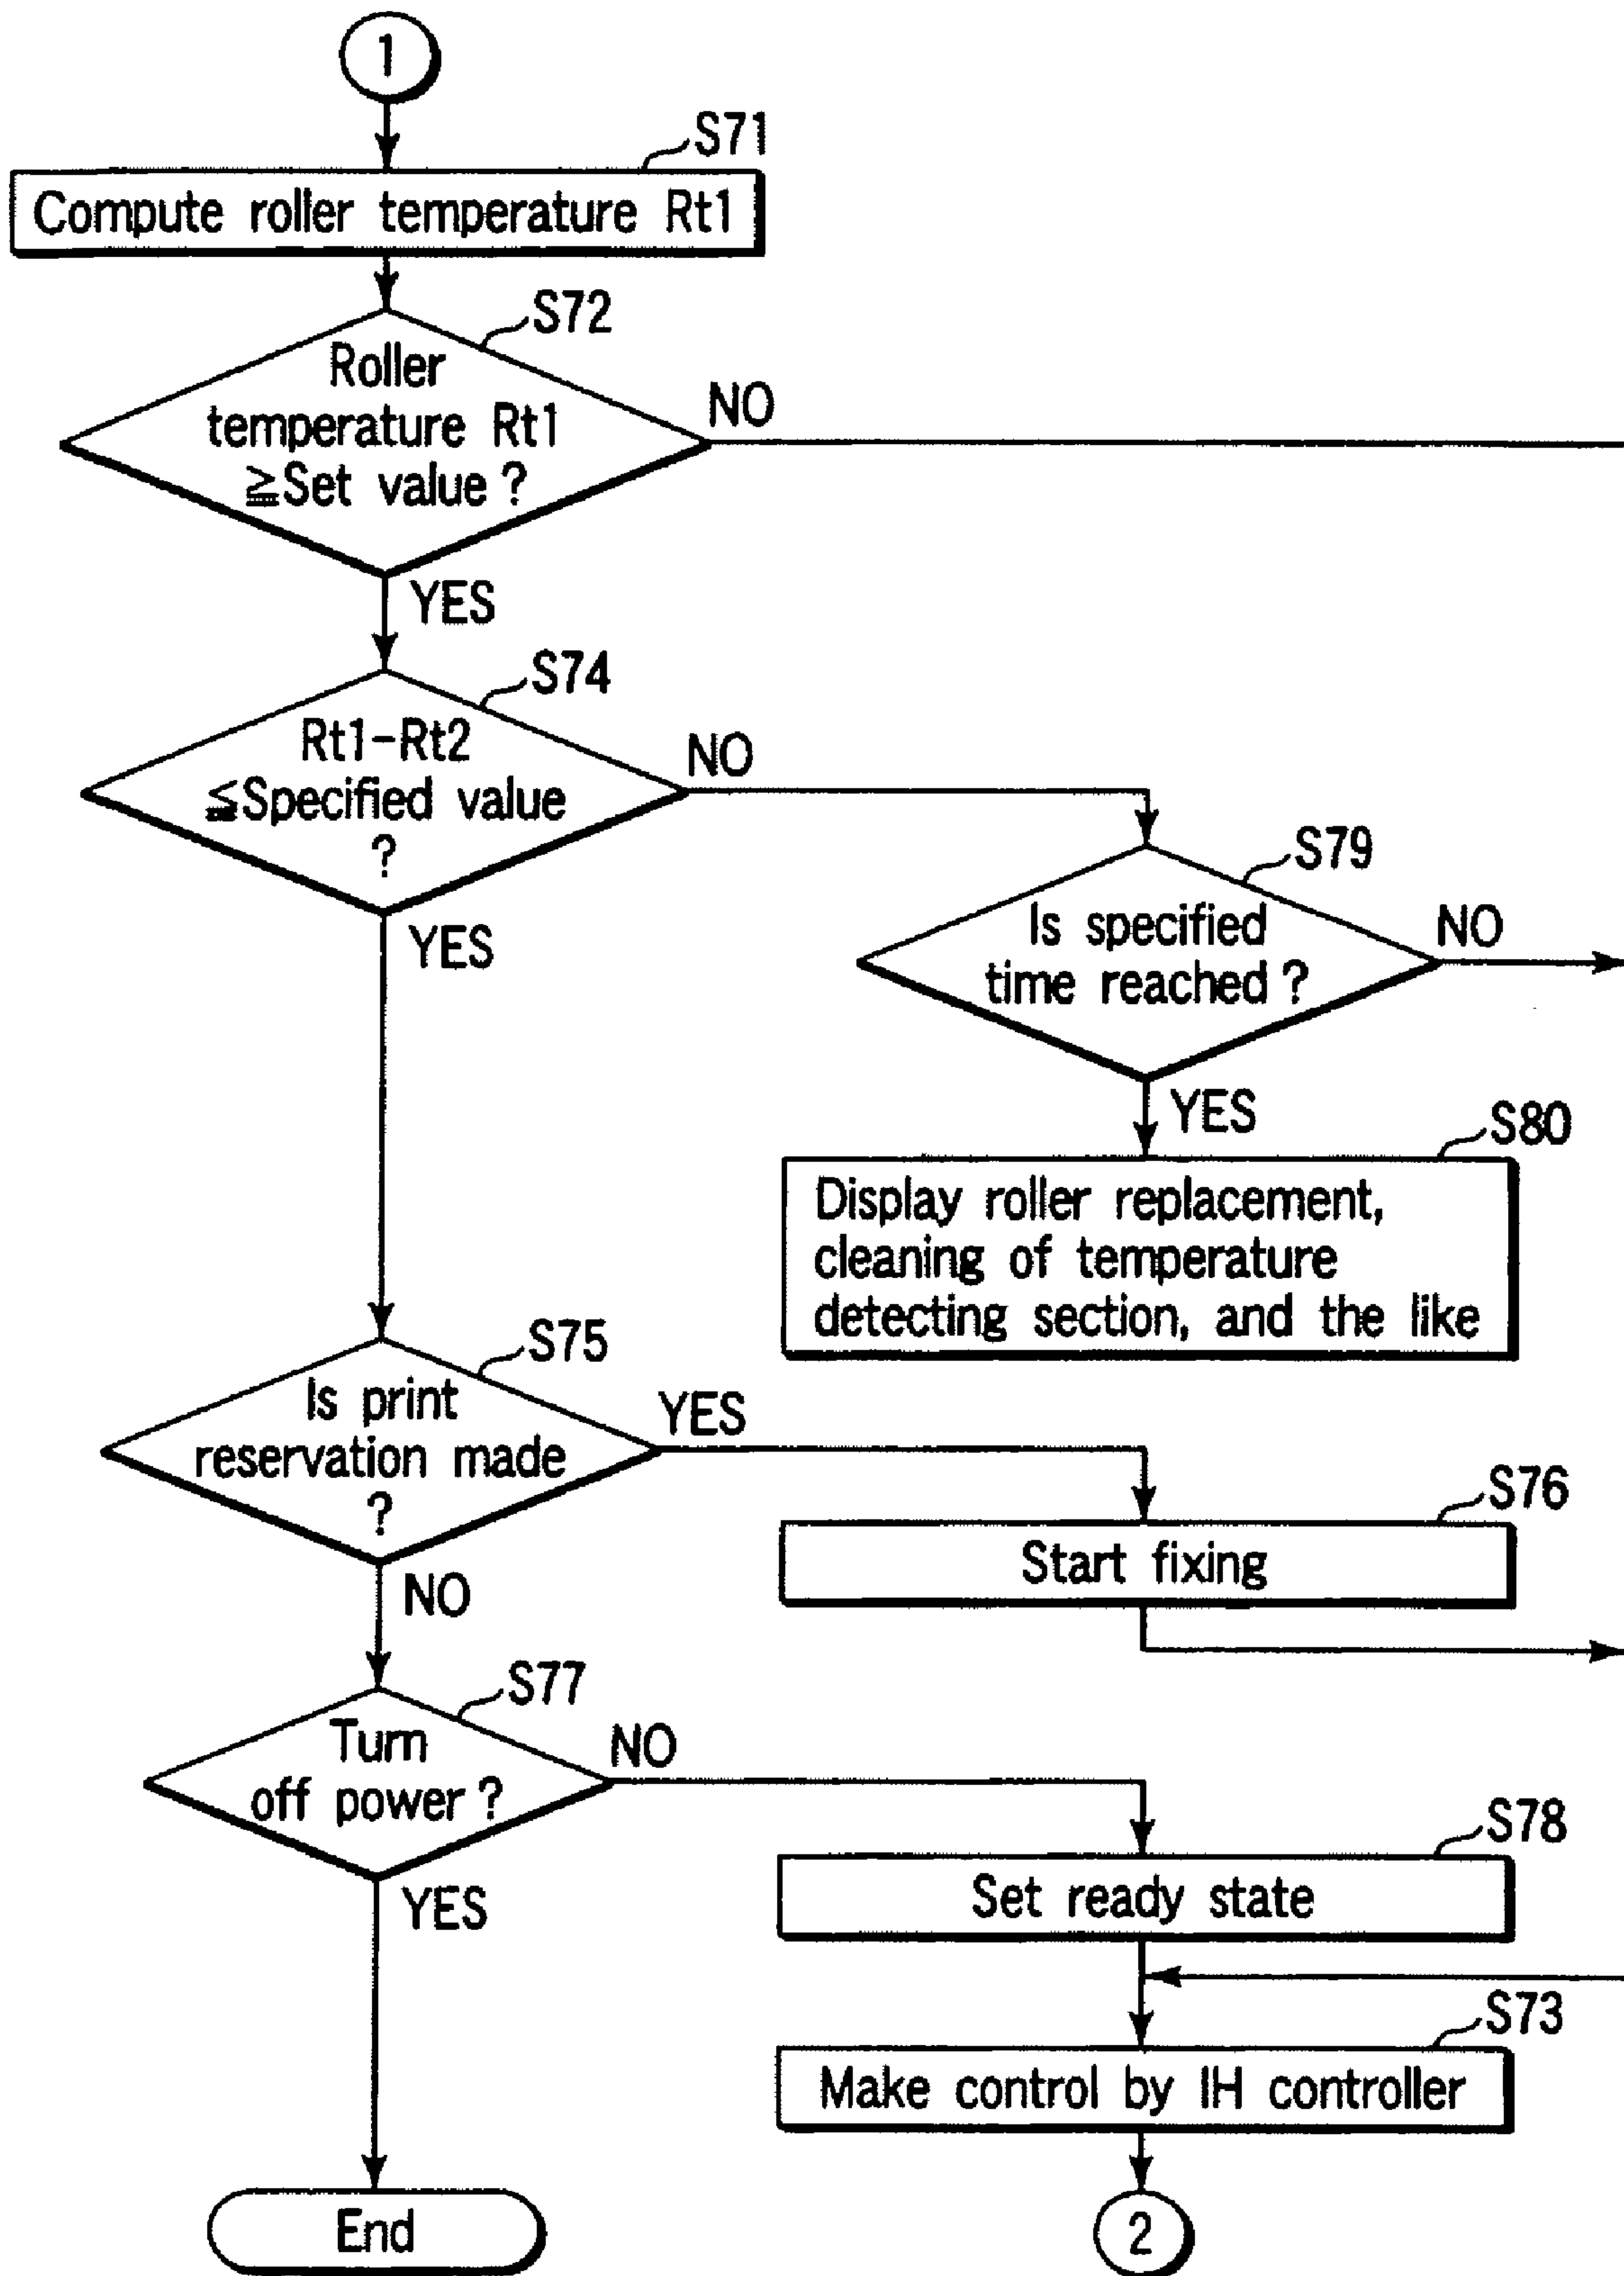 1
S71
Compute roller temperature Rt1
S72
Roller
temperature Rt1
≧Set value?
NO
YES
S74
Rt1-Rt2
≦Specified value
?
NO
YES
S79
Is specified
time reached?
NO
YES
S80
Display roller replacement,
cleaning of temperature
detecting section, and the like
S75
Is print
reservation made
?
YES
NO
S76
Start fixing
S77
Turn
off power?
NO
YES
S78
Set ready state
S73
Make control by IH controller
End
2